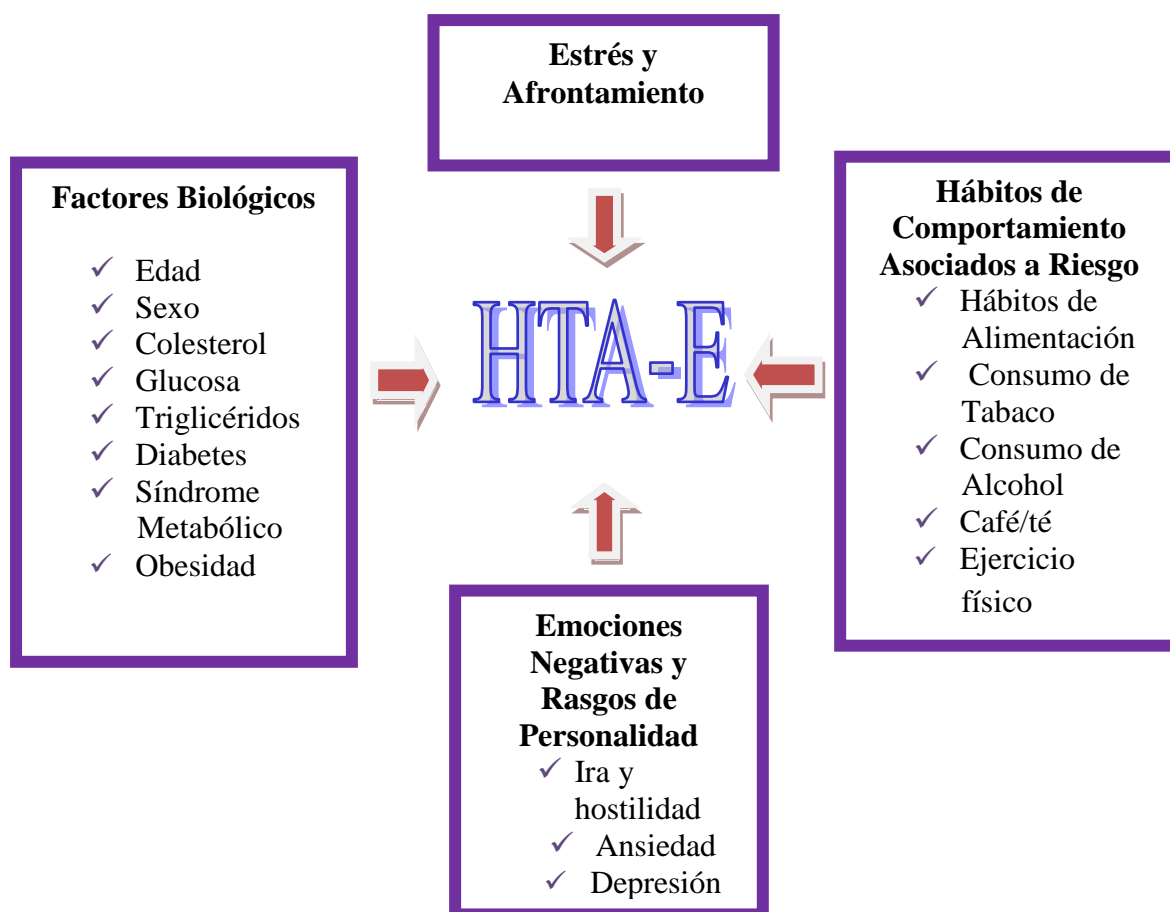 Estrés y
Afrontamiento
Factores Biológicos
✓ Edad
✓ Sexo
✓ Colesterol
✓ Glucosa
✓ Triglicéridos
✓ Diabetes
✓ Síndrome
Metabólico
✓ Obesidad
HTA-E
Hábitos de
Comportamiento
Asociados a Riesgo
✓ Hábitos de
Alimentación
✓ Consumo de
Tabaco
✓ Consumo de
Alcohol
✓ Café/té
✓ Ejercicio
físico
Emociones
Negativas y
Rasgos de
Personalidad
✓ Ira y
hostilidad
✓ Ansiedad
✓ Depresión